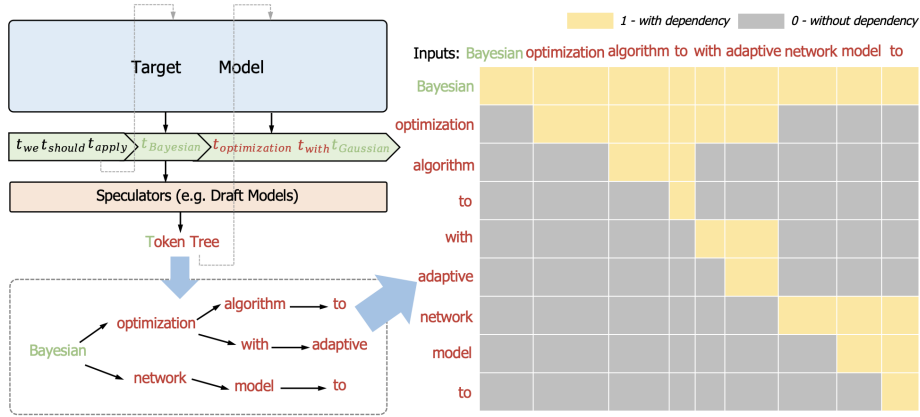 1 - with dependency
0 - without dependency
Target Model
Inputs: Bayesian optimization algorithm to with adaptive network model to
Bayesian
optimization
algorithm
to
with
adaptive
network
model
to
t_we t_should t_apply t_Bayesian t_optimization t_with t_Gaussian
Speculators (e.g. Draft Models)
Token Tree
Bayesian
optimization
algorithm
to
with
adaptive
network
model
to